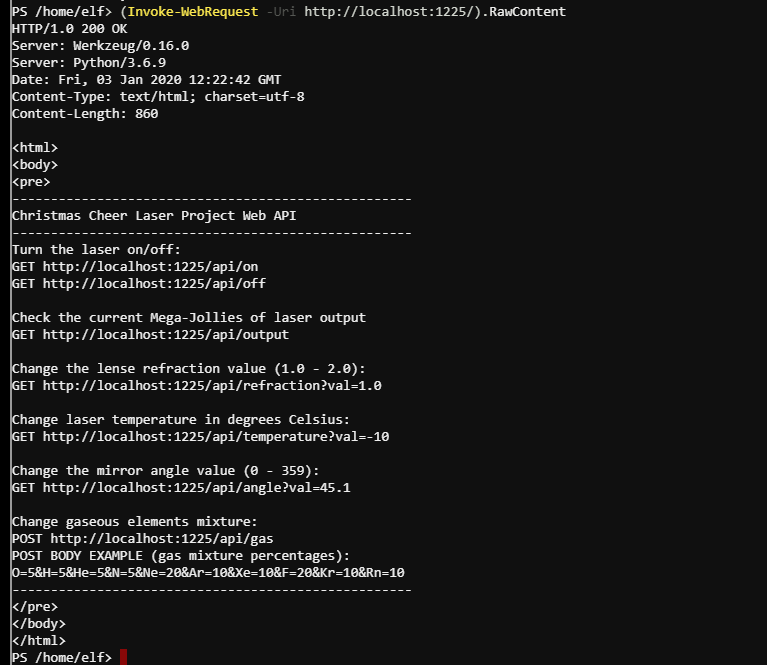 PS /home/elf> (Invoke-WebRequest -Uri http://localhost:1225/).RawContent
HTTP/1.0 200 OK
Server: Werkzeug/0.16.0
Server: Python/3.6.9
Date: Fri, 03 Jan 2020 12:22:42 GMT
Content-Type: text/html; charset=utf-8
Content-Length: 860

<html>
<body>
<pre>
----------------------------------------------------
Christmas Cheer Laser Project Web API
----------------------------------------------------
Turn the laser on/off:
GET http://localhost:1225/api/on
GET http://localhost:1225/api/off

Check the current Mega-Jollies of laser output
GET http://localhost:1225/api/output

Change the lense refraction value (1.0 - 2.0):
GET http://localhost:1225/api/refraction?val=1.0

Change laser temperature in degrees Celsius:
GET http://localhost:1225/api/temperature?val=-10

Change the mirror angle value (0 - 359):
GET http://localhost:1225/api/angle?val=45.1

Change gaseous elements mixture:
POST http://localhost:1225/api/gas
POST BODY EXAMPLE (gas mixture percentages):
O=5&H=5&He=5&N=5&Ne=20&Ar=10&Xe=10&F=20&Kr=10&Rn=10
----------------------------------------------------
</pre>
</body>
</html>
PS /home/elf>